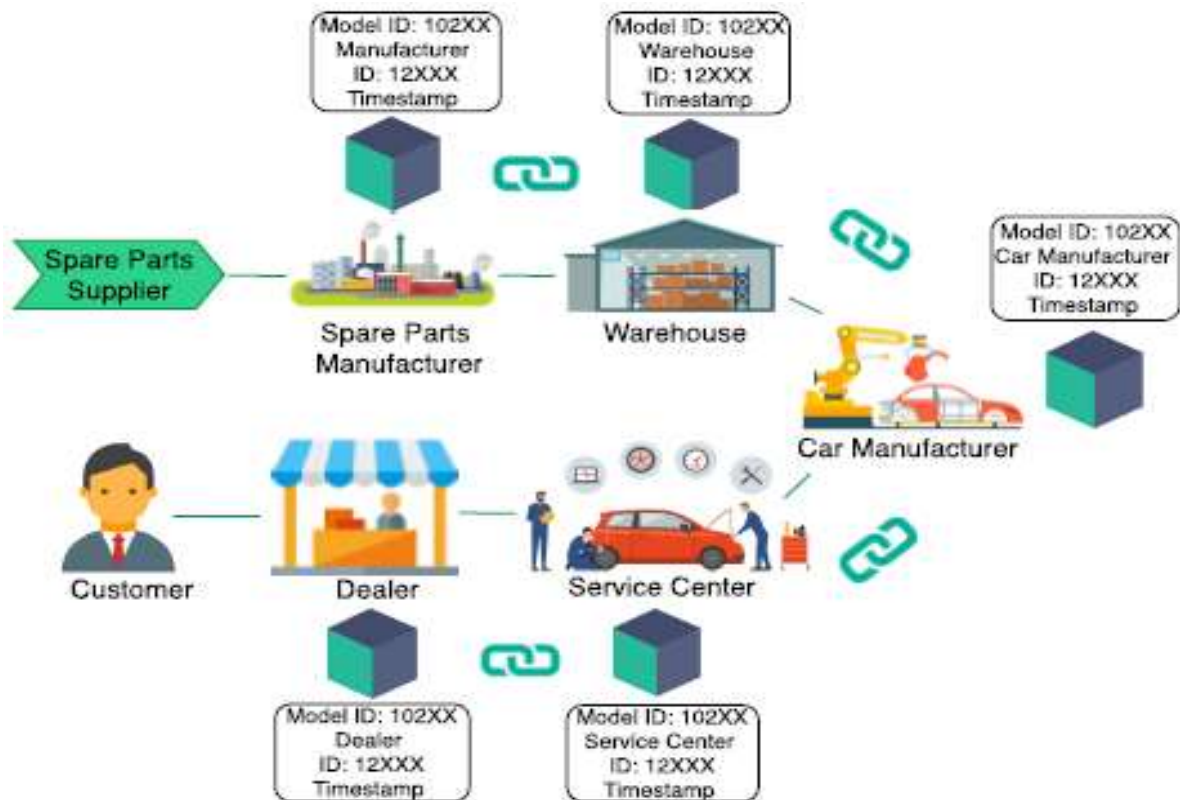 Model ID: 102XX
Manufacturer
ID: 12XXX
Timestamp
Model ID: 102XX
Warehouse
ID: 12XXX
Timestamp
Model ID: 102XX
Car Manufacturer
ID: 12XXX
Timestamp
Spare Parts
Supplier
Spare Parts
Manufacturer
Warehouse
Car Manufacturer
Customer
Dealer
Service Center
Model ID: 102XX
Dealer
ID: 12XXX
Timestamp
Model ID: 102XX
Service Center
ID: 12XXX
Timestamp